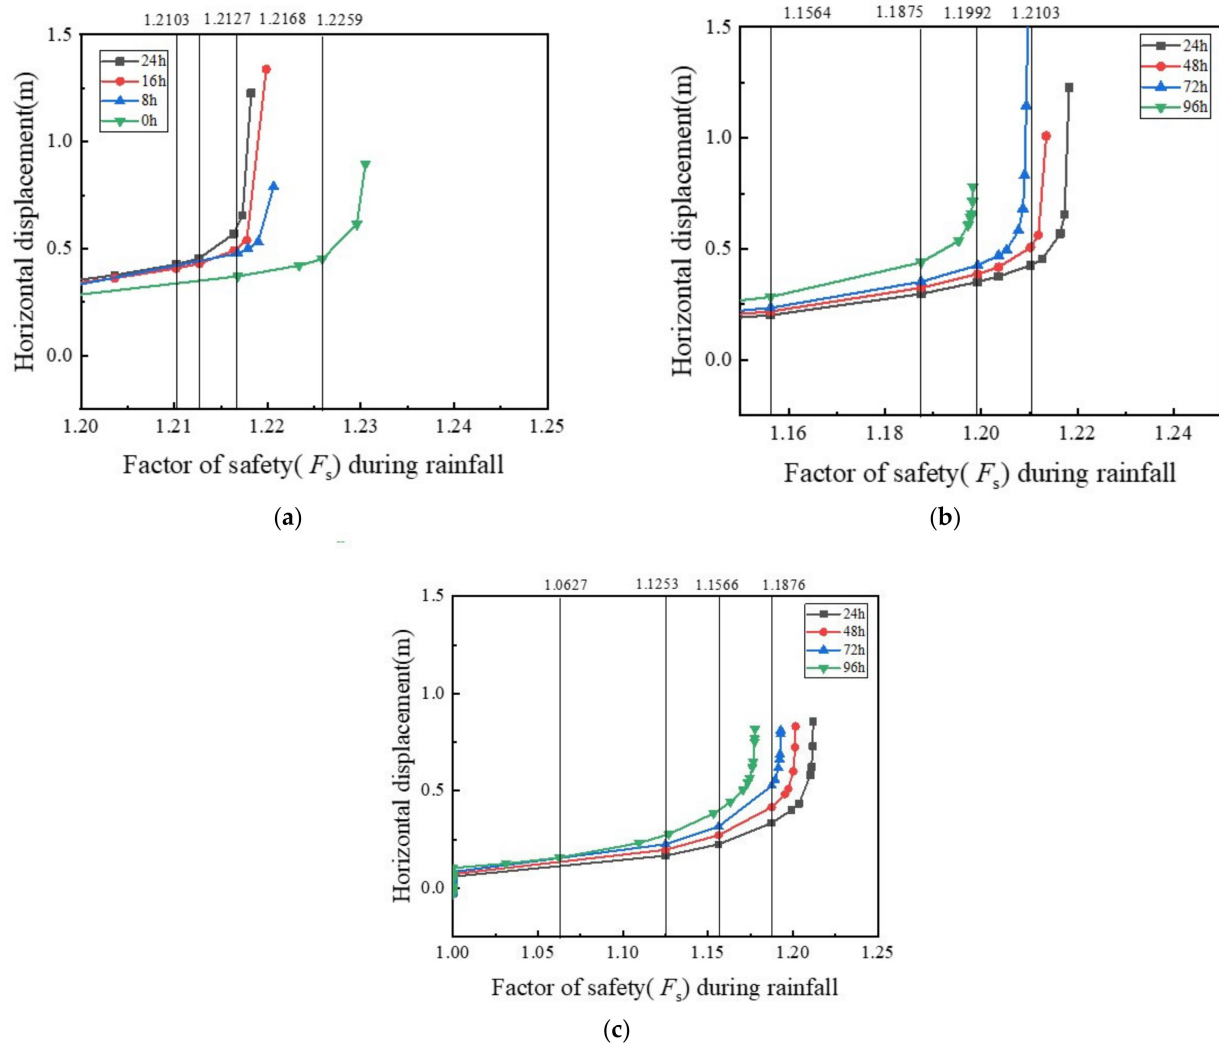 1.2103 1.2127 1.2168 1.2259
1.5
1.0
0.5
0.0
Horizontal displacement(m)
24h
16h
8h
0h
1.20 1.21 1.22 1.23 1.24 1.25
Factor of safety( Fs) during rainfall
(a)
1.1564 1.1875 1.1992 1.2103
1.5
1.0
0.5
0.0
Horizontal displacement(m)
24h
48h
72h
96h
1.16 1.18 1.20 1.22 1.24
Factor of safety( Fs) during rainfall
(b)
1.0627 1.1253 1.1566 1.1876
1.5
1.0
0.5
0.0
Horizontal displacement(m)
24h
48h
72h
96h
1.00 1.05 1.10 1.15 1.20 1.25
Factor of safety( Fs) during rainfall
(c)